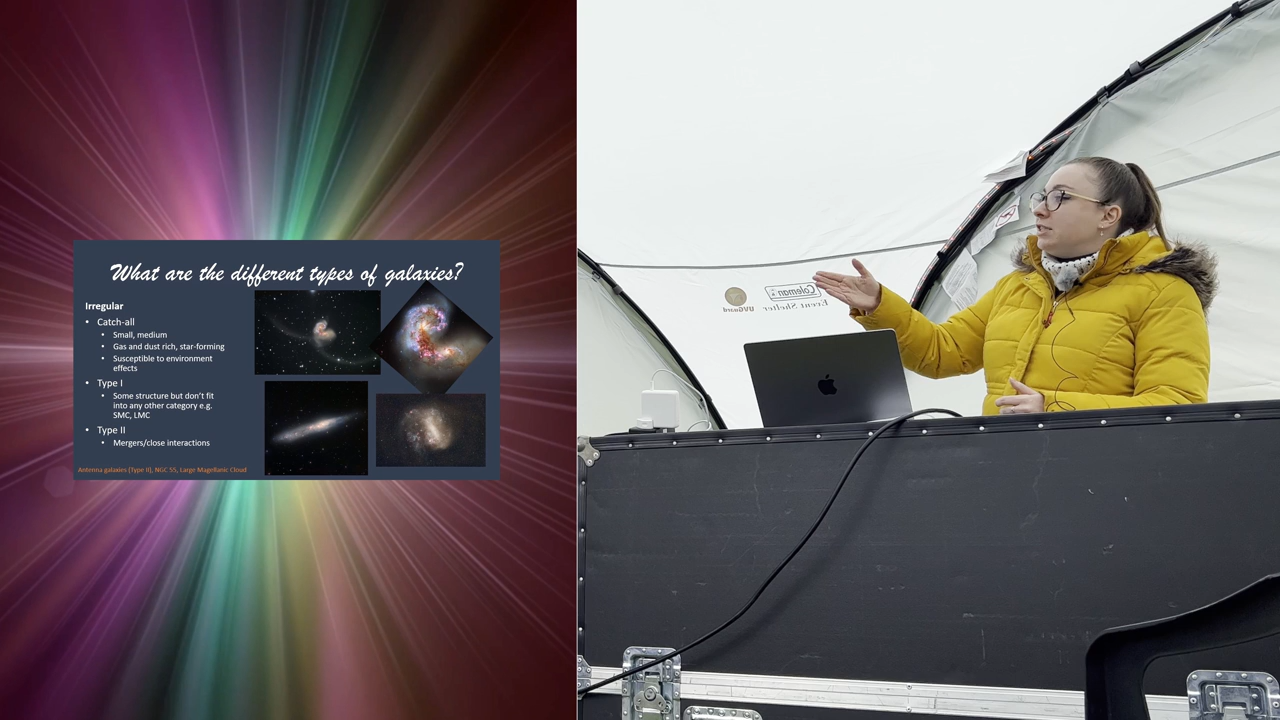 What are the different types of galaxies?
Irregular
• Catch-all
• Small, medium
• Gas and dust rich, star-forming
• Susceptible to environment
effects
• Type I
• Some structure but don't fit
into any other category e.g.
SMC, LMC
• Type II
• Mergers/close interactions
Antenna galaxies (Type II), NGC 55, Large Magellanic Cloud
Coleman
Event Shelter
UVGuard